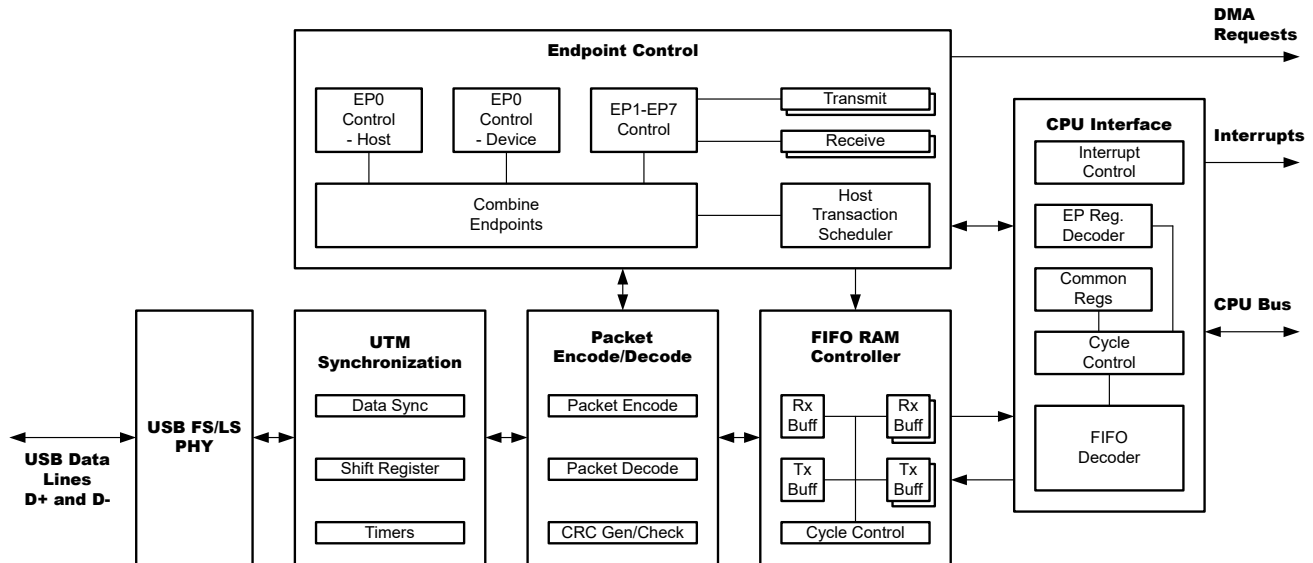 DMA
Requests
Endpoint Control
EP0
Control
- Host
EP0
Control
- Device
EP1-EP7
Control
Transmit
Receive
Combine
Endpoints
Host
Transaction
Scheduler
CPU Interface
Interrupt
Control
EP Reg.
Decoder
Common
Regs
Cycle
Control
FIFO
Decoder
Interrupts
CPU Bus
USB Data
Lines
D+ and D-
USB FS/LS
PHY
UTM
Synchronization
Data Sync
Shift Register
Timers
Packet
Encode/Decode
Packet Encode
Packet Decode
CRC Gen/Check
FIFO RAM
Controller
Rx
Buff
Rx
Buff
Tx
Buff
Tx
Buff
Cycle Control